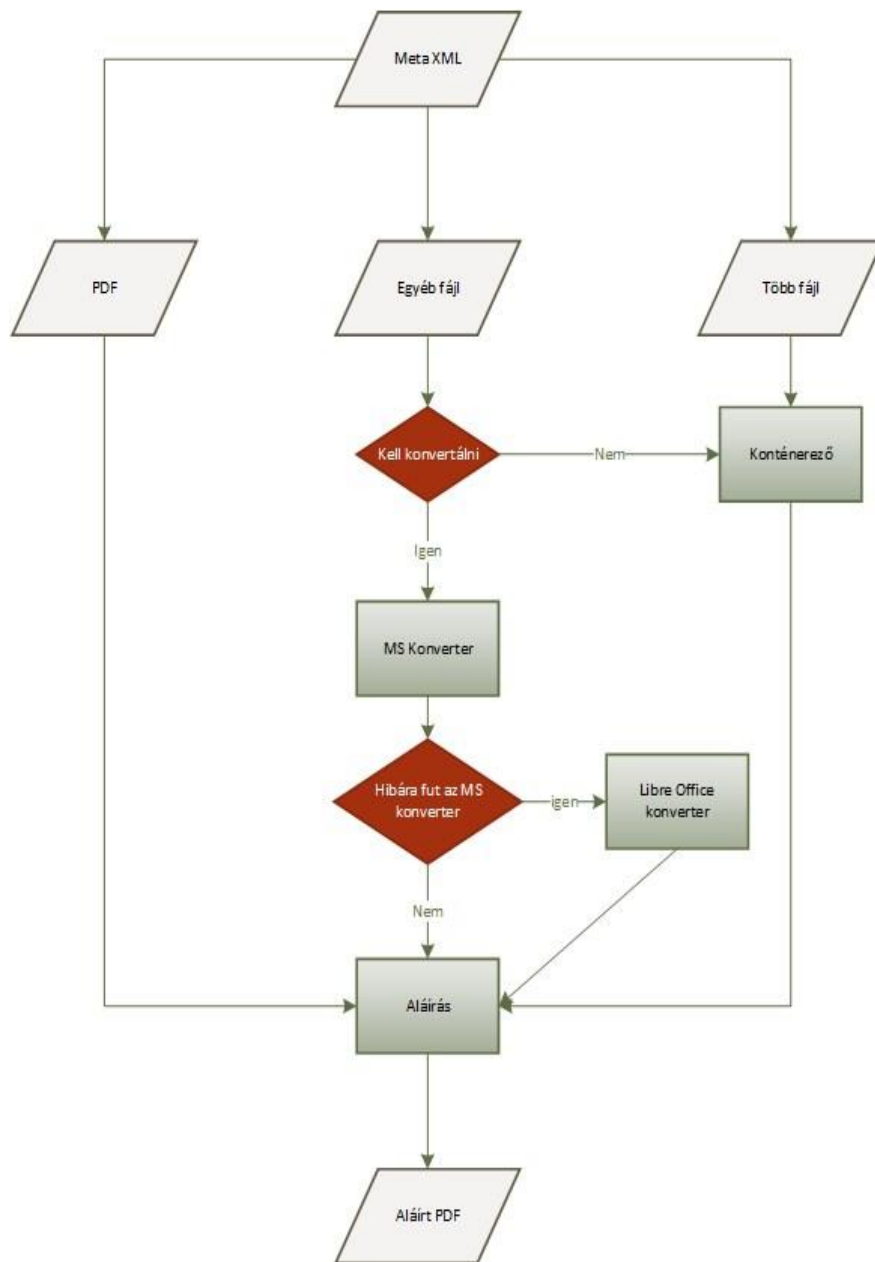 Meta XML
PDF
Egyéb fájl
Több fájl
Kell konvertálni
Nem
Konténerező
Igen
MS Konverter
Hibára fut az MS
konverter
igen
Libre Office
konverter
Nem
Aláírás
Aláírt PDF